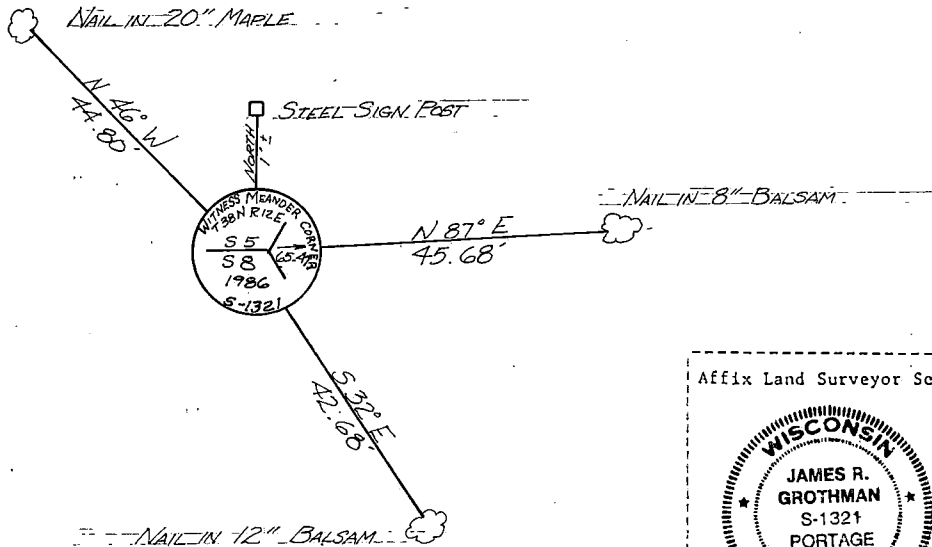 NAIL IN 20" MAPLE
N 46° W
44.80'
STEEL SIGN POST
NORTH
1'±
WITNESS MEANDER CORNER
T38N R12E
S 5
S 8
65.47'
1986
S-1321
N 87° E
45.68'
NAIL IN 8" BALSAM
S 32° E
42.68'
NAIL IN 12" BALSAM
Affix Land Surveyor Se
WISCONSIN
JAMES R.
GROTHMAN
S-1321
PORTAGE